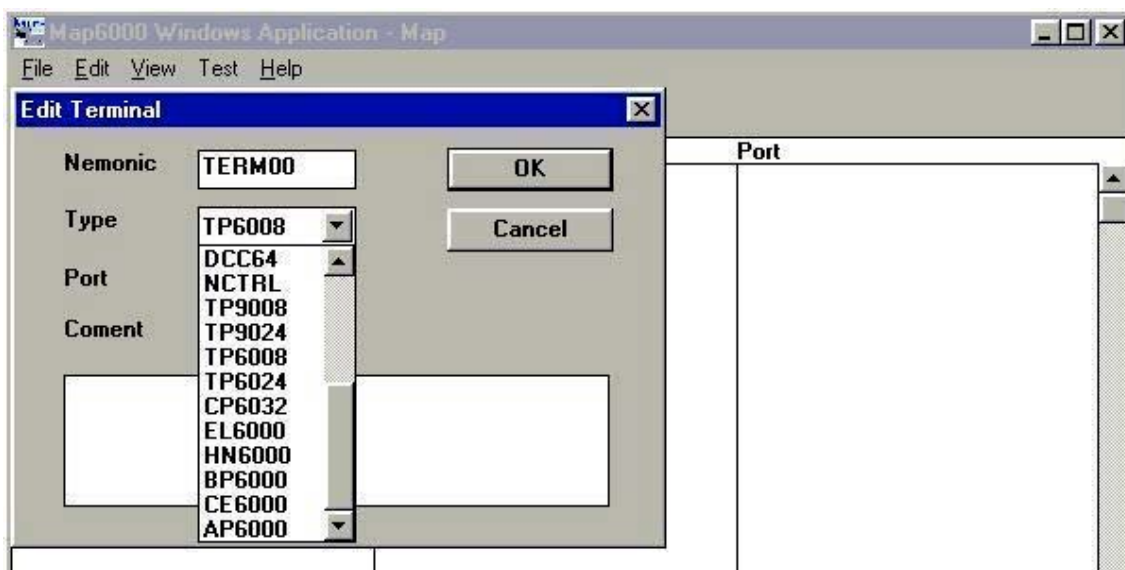 Map6000 Windows Application - Map
File Edit View Test Help
Edit Terminal
Port
Nemonic TERM00 OK
Type TP6008 Cancel
Port
Coment
DCC64
NCTRL
TP9008
TP9024
TP6008
TP6024
CP6032
EL6000
HN6000
BP6000
CE6000
AP6000